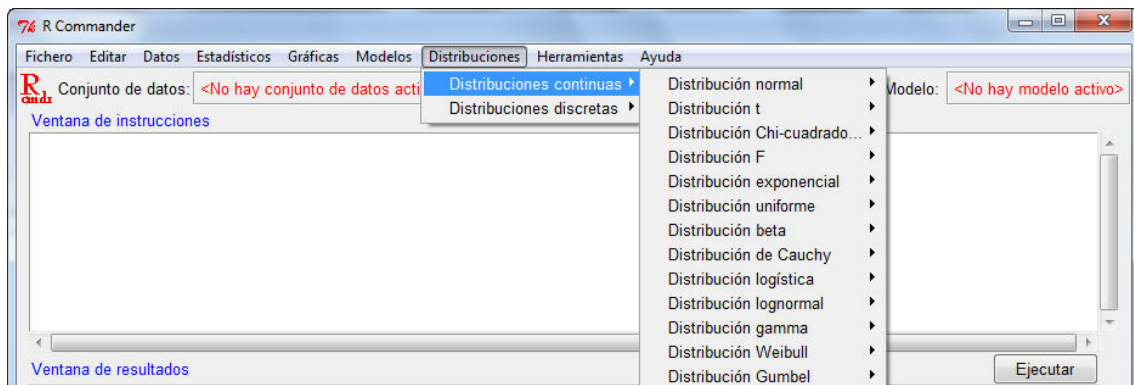 R Commander
Fichero Editar Datos Estadísticos Gráficas Modelos Distribuciones Herramientas Ayuda
R cmdr Conjunto de datos: <No hay conjunto de datos acti Modelo: <No hay modelo activo>
Distribuciones continuas
Distribuciones discretas
Distribución normal
Distribución t
Distribución Chi-cuadrado...
Distribución F
Distribución exponencial
Distribución uniforme
Distribución beta
Distribución de Cauchy
Distribución logística
Distribución lognormal
Distribución gamma
Distribución Weibull
Distribución Gumbel
Ventana de instrucciones
Ventana de resultados
Ejecutar